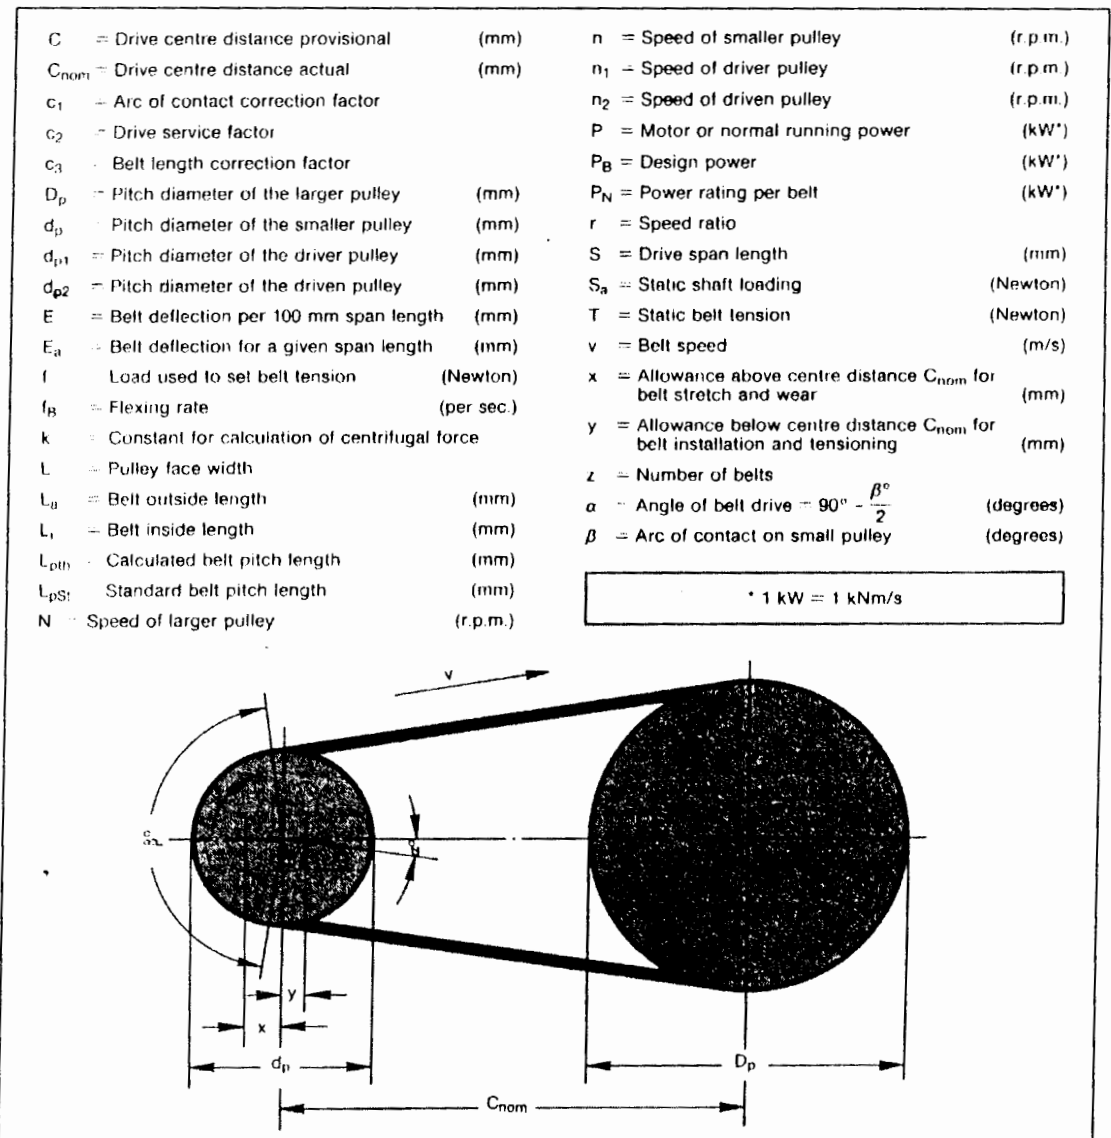 C = Drive centre distance provisional (mm)
Cnom = Drive centre distance actual (mm)
c1 = Arc of contact correction factor
c2 = Drive service factor
c3 Belt length correction factor
Dp = Pitch diameter of the larger pulley (mm)
dp Pitch diameter of the smaller pulley (mm)
dp1 = Pitch diameter of the driver pulley (mm)
dp2 = Pitch diameter of the driven pulley (mm)
E = Belt deflection per 100 mm span length (mm)
Ea = Belt deflection for a given span length (mm)
f Load used to set belt tension (Newton)
fB = Flexing rate (per sec.)
k = Constant for calculation of centrifugal force
L = Pulley face width
La = Belt outside length (mm)
Li = Belt inside length (mm)
Lpth Calculated belt pitch length (mm)
LpSt Standard belt pitch length (mm)
N = Speed of larger pulley (r.p.m.)
n = Speed of smaller pulley (r.p.m.)
n1 = Speed of driver pulley (r.p.m.)
n2 = Speed of driven pulley (r.p.m.)
P = Motor or normal running power (kW*)
PB = Design power (kW*)
PN = Power rating per belt (kW*)
r = Speed ratio
S = Drive span length (mm)
Sa = Static shaft loading (Newton)
T = Static belt tension (Newton)
v = Belt speed (m/s)
x = Allowance above centre distance Cnom for
belt stretch and wear (mm)
y = Allowance below centre distance Cnom for
belt installation and tensioning (mm)
z = Number of belts
α = Angle of belt drive = 90° - β°/2 (degrees)
β = Arc of contact on small pulley (degrees)
* 1 kW = 1 kNm/s
v
y
x
dp
Dp
Cnom